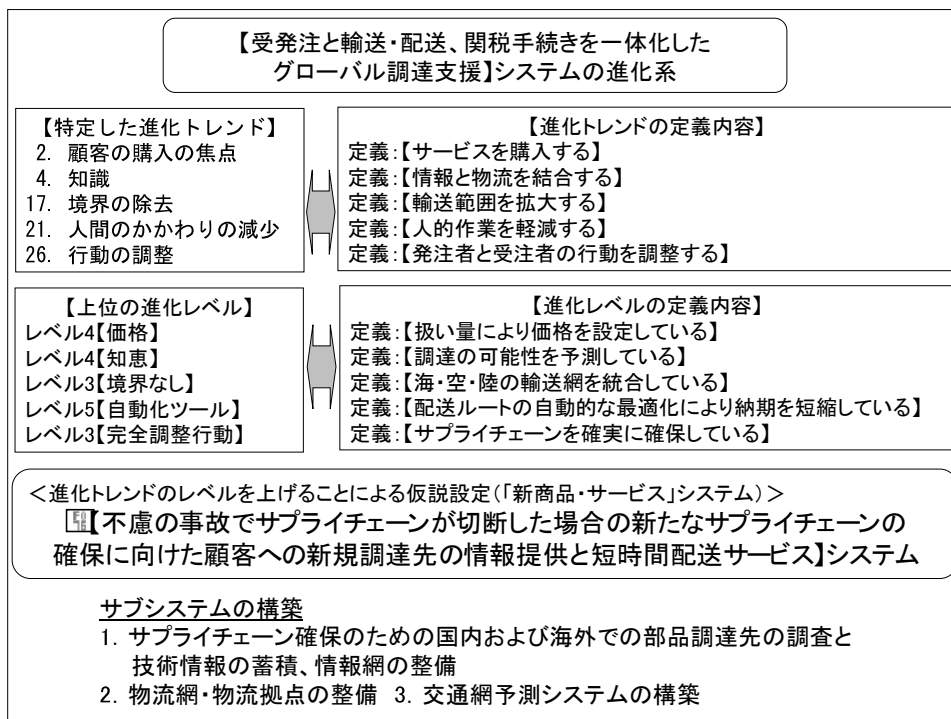 【受発注と輸送・配送、関税手続きを一体化した
グローバル調達支援】システムの進化系
【特定した進化トレンド】
2. 顧客の購入の焦点
4. 知識
17. 境界の除去
21. 人間のかかわりの減少
26. 行動の調整
【進化トレンドの定義内容】
定義:【サービスを購入する】
定義:【情報と物流を結合する】
定義:【輸送範囲を拡大する】
定義:【人的作業を軽減する】
定義:【発注者と受注者の行動を調整する】
【上位の進化レベル】
レベル4【価格】
レベル4【知恵】
レベル3【境界なし】
レベル5【自動化ツール】
レベル3【完全調整行動】
【進化レベルの定義内容】
定義:【扱い量により価格を設定している】
定義:【調達の可能性を予測している】
定義:【海・空・陸の輸送網を統合している】
定義:【配送ルートの自動的な最適化により納期を短縮している】
定義:【サプライチェーンを確実に確保している】
<進化トレンドのレベルを上げることによる仮説設定(「新商品・サービス」システム)>
【不慮の事故でサプライチェーンが切断した場合の新たなサプライチェーンの
確保に向けた顧客への新規調達先の情報提供と短時間配送サービス】システム
サブシステムの構築
1. サプライチェーン確保のための国内および海外での部品調達先の調査と
技術情報の蓄積、情報網の整備
2. 物流網・物流拠点の整備 3. 交通網予測システムの構築